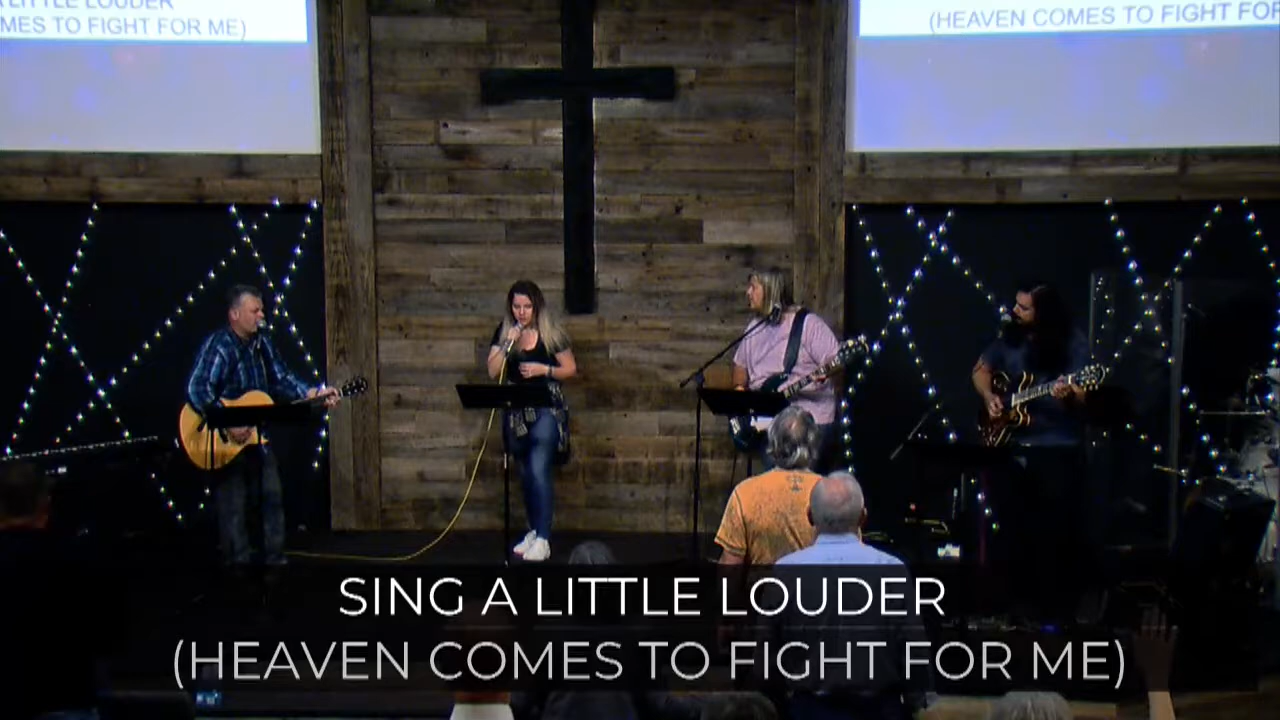 A LITTLE LOUDER
MES TO FIGHT FOR ME)
(HEAVEN COMES TO FIGHT FOR
SING A LITTLE LOUDER
(HEAVEN COMES TO FIGHT FOR ME)